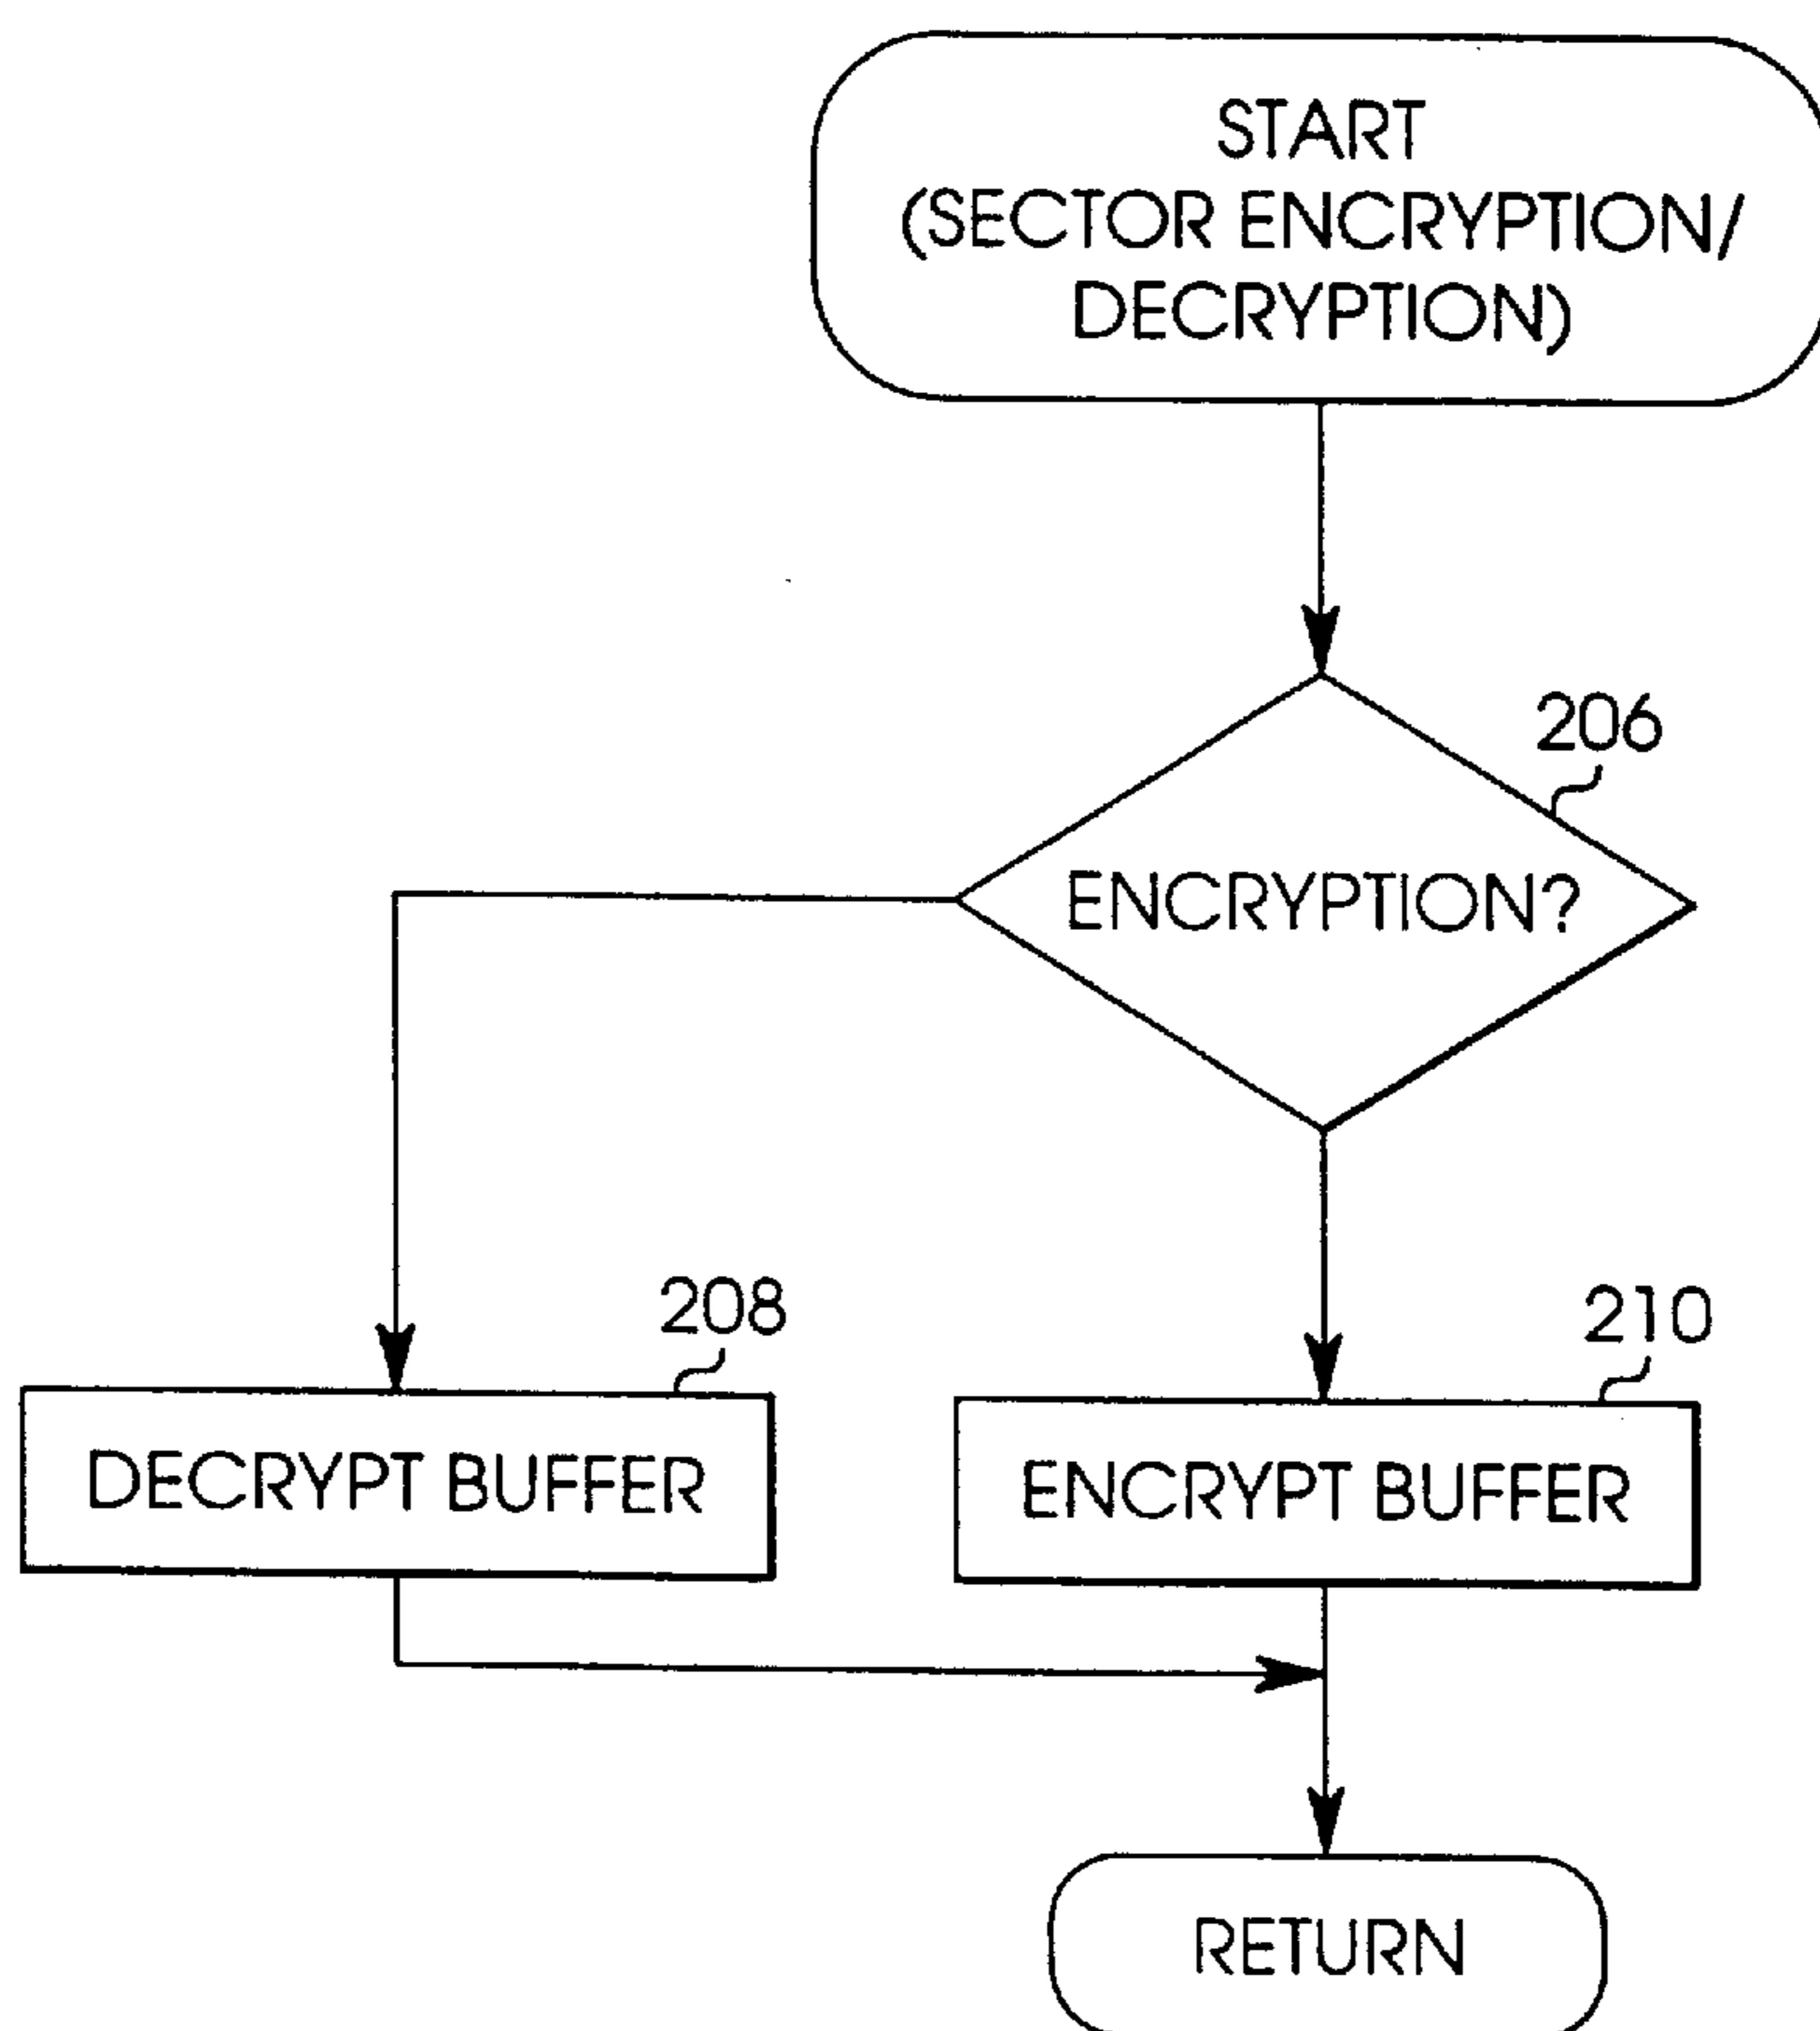 START
(SECTOR ENCRYPTION/
DECRYPTION)
206
ENCRYPTION?
208
210
DECRYPT BUFFER
ENCRYPT BUFFER
RETURN